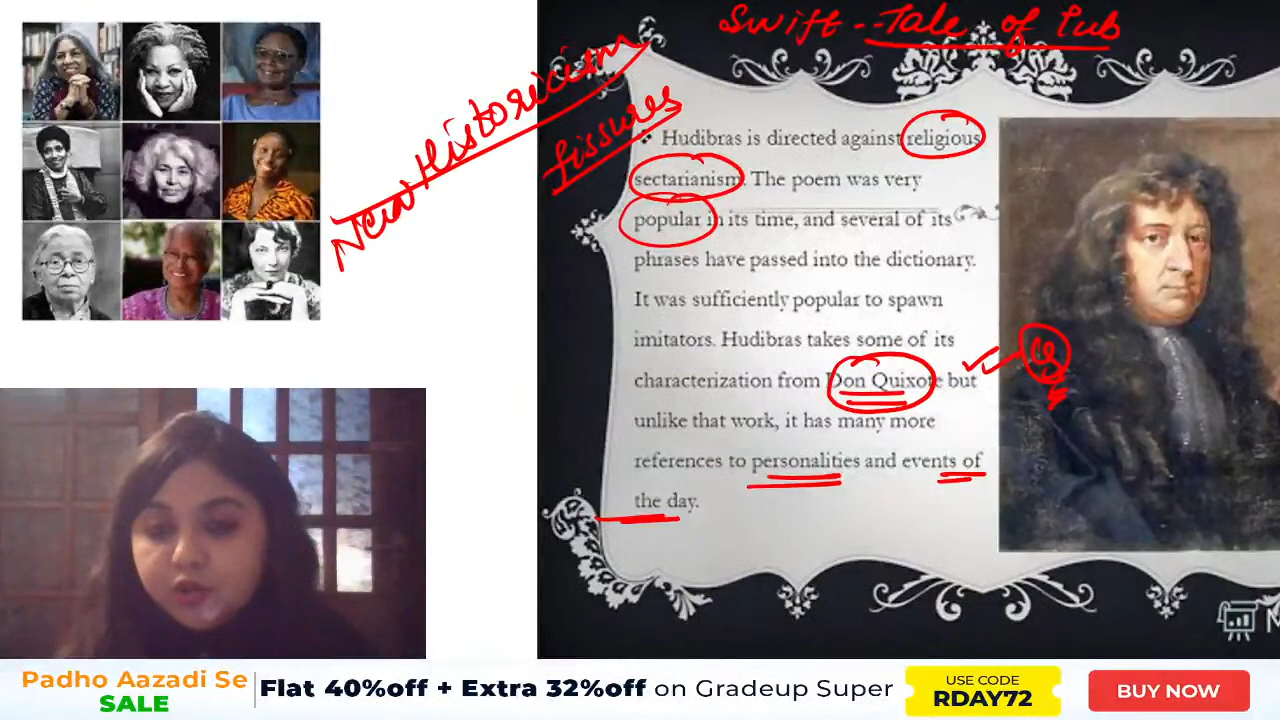 Swift - Tale of Tub
New Historicism
fissures
Hudibras is directed against religious
sectarianism. The poem was very
popular in its time, and several of its
phrases have passed into the dictionary.
It was sufficiently popular to spawn
imitators. Hudibras takes some of its
characterization from Don Quixote but
unlike that work, it has many more
references to personalities and events of
the day.
Padho Aazadi Se
SALE
Flat 40%off + Extra 32%off on Gradeup Super
USE CODE
RDAY72
BUY NOW